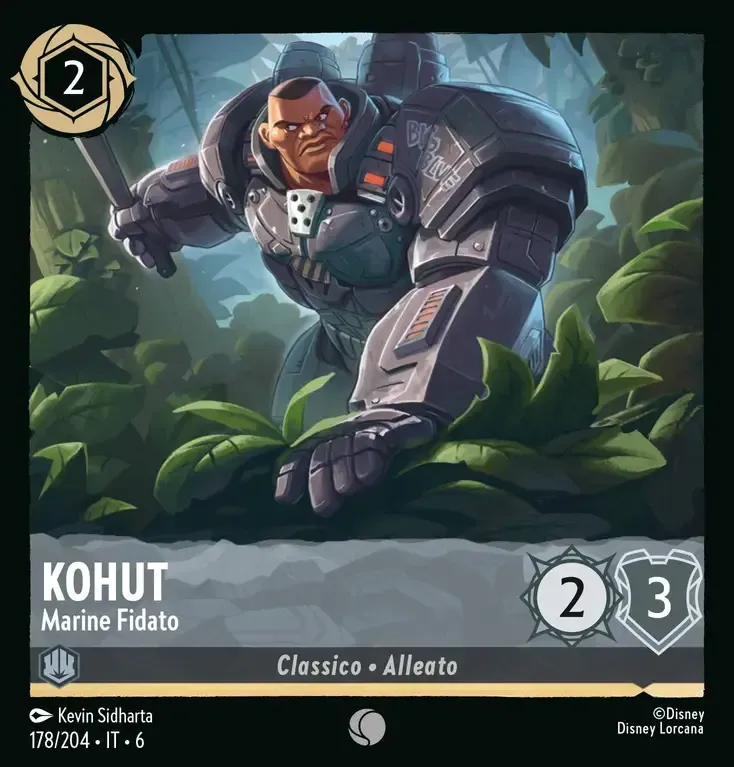 2
KOHUT
Marine Fidato
2
3
Classico • Alleato
Kevin Sidharta
178/204 • IT • 6
©Disney
Disney Lorcana